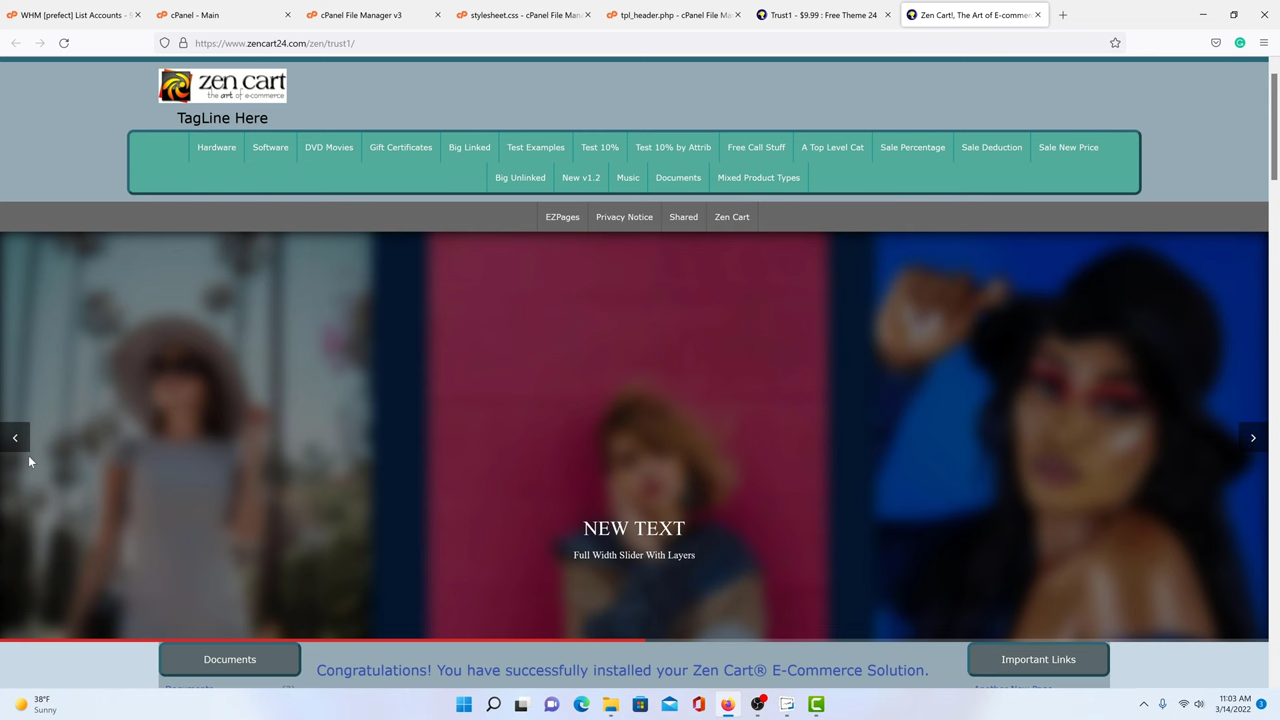 WHM [prefect] List Accounts - S
cPanel - Main
cPanel File Manager v3
stylesheet.css - cPanel File Man
tpl_header.php - cPanel File Ma
Trust1 - $9.99 : Free Theme 24
Zen Cart!, The Art of E-commer
https://www.zencart24.com/zen/trust1/
zen cart
the art of e-commerce
TagLine Here
Hardware Software DVD Movies Gift Certificates Big Linked Test Examples Test 10% Test 10% by Attrib Free Call Stuff A Top Level Cat Sale Percentage Sale Deduction Sale New Price
Big Unlinked New v1.2 Music Documents Mixed Product Types
EZPages Privacy Notice Shared Zen Cart
NEW TEXT
Full Width Slider With Layers
Documents
Congratulations! You have successfully installed your Zen Cart® E-Commerce Solution.
Important Links
38°F
Sunny
11:03 AM
3/14/2022
3